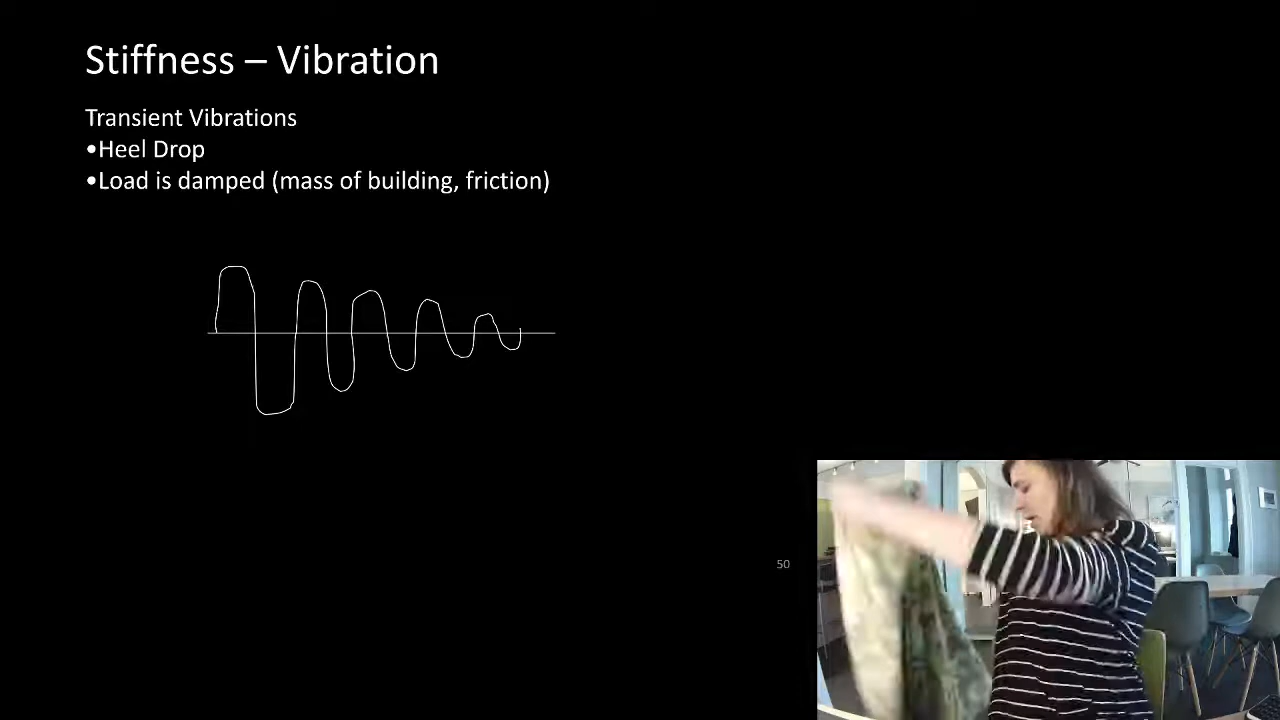 Stiffness – Vibration
Transient Vibrations
•Heel Drop
•Load is damped (mass of building, friction)
50